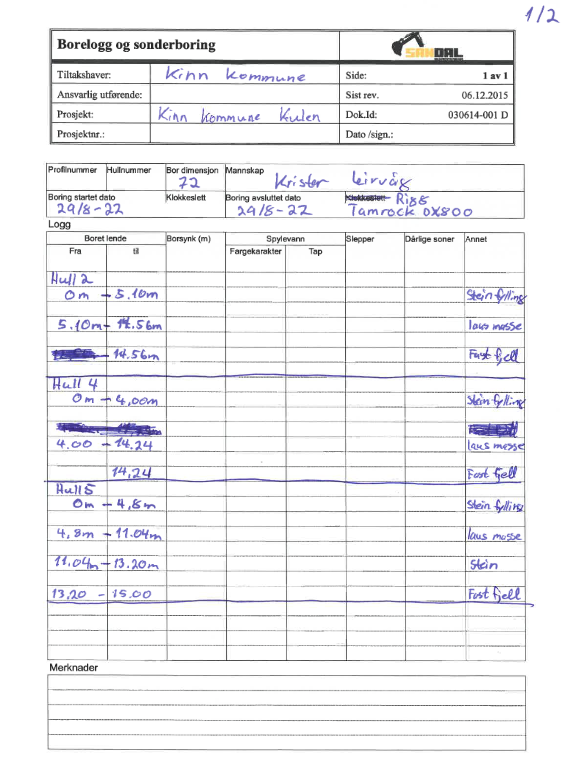 1/2
Borelogg og sonderboring
SANDAL
Tiltakshaver: Kinn Kommune Side: 1 av 1
Ansvarlig utførende: Sist rev. 06.12.2015
Prosjekt: Kinn Kommune Kulen Dok.Id: 030614-001 D
Prosjektnr.: Dato /sign.:
Profilnummer Hullnummer Bor dimensjon Mannskap
72 Krister Leirvåg
Boring startet dato Klokkeslett Boring avsluttet dato Klokkeslett Rigg
29/8-22 29/8-22 Tamrock DX800
Logg
Boret lende Borsynk (m) Spylevann Slepper Dårlige soner Annet
Fra til Fargekarakter Tap
Hull 2
0m - 5.10m Stein fylling
5.10m - 14.56m laus masse
14.56m Fast fjell
Hull 4
0m - 4,00m Stein fylling
4.00 - 14.24 laus masse
14,24 Fast fjell
Hull 5
0m - 4,8m Stein fylling
4,8m - 11.04m laus masse
11,04m - 13.20m Stein
13,20 - 15.00 Fast fjell
Merknader